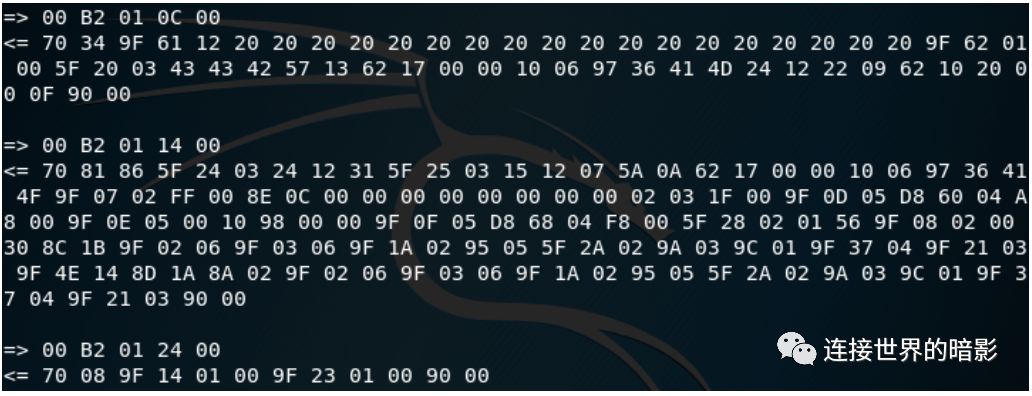 => 00 B2 01 0C 00
<= 70 34 9F 61 12 20 20 20 20 20 20 20 20 20 20 20 20 20 20 20 20 20 20 9F 62 01
00 5F 20 03 43 43 42 57 13 62 17 00 00 10 06 97 36 41 4D 24 12 22 09 62 10 20 0
0 0F 90 00
=> 00 B2 01 14 00
<= 70 81 86 5F 24 03 24 12 31 5F 25 03 15 12 07 5A 0A 62 17 00 00 10 06 97 36 41
4F 9F 07 02 FF 00 8E 0C 00 00 00 00 00 00 00 00 02 03 1F 00 9F 0D 05 D8 60 04 A
8 00 9F 0E 05 00 10 98 00 00 9F 0F 05 D8 68 04 F8 00 5F 28 02 01 56 9F 08 02 00
30 8C 1B 9F 02 06 9F 03 06 9F 1A 02 95 05 5F 2A 02 9A 03 9C 01 9F 37 04 9F 21 03
9F 4E 14 8D 1A 8A 02 9F 02 06 9F 03 06 9F 1A 02 95 05 5F 2A 02 9A 03 9C 01 9F 3
7 04 9F 21 03 90 00
=> 00 B2 01 24 00
<= 70 08 9F 14 01 00 9F 23 01 00 90 00
连接世界的暗影